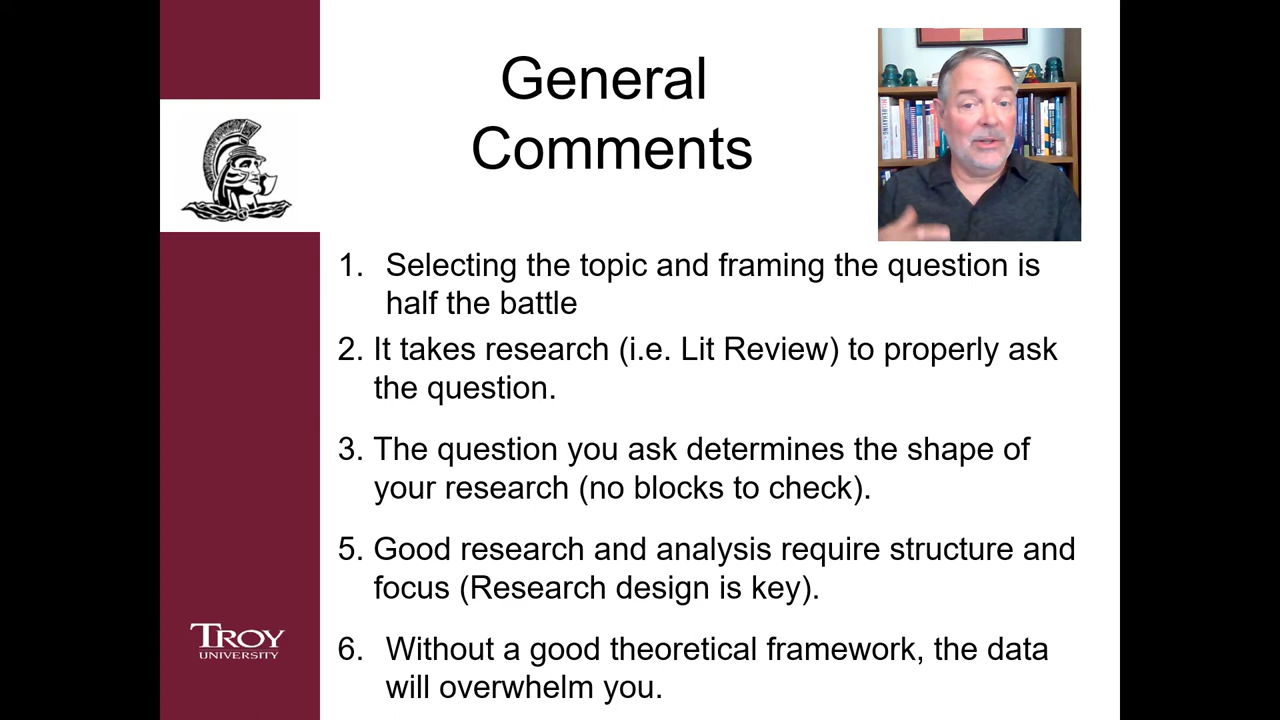 General
Comments
1. Selecting the topic and framing the question is
half the battle
2. It takes research (i.e. Lit Review) to properly ask
the question.
3. The question you ask determines the shape of
your research (no blocks to check).
5. Good research and analysis require structure and
focus (Research design is key).
6. Without a good theoretical framework, the data
will overwhelm you.
TROY
UNIVERSITY